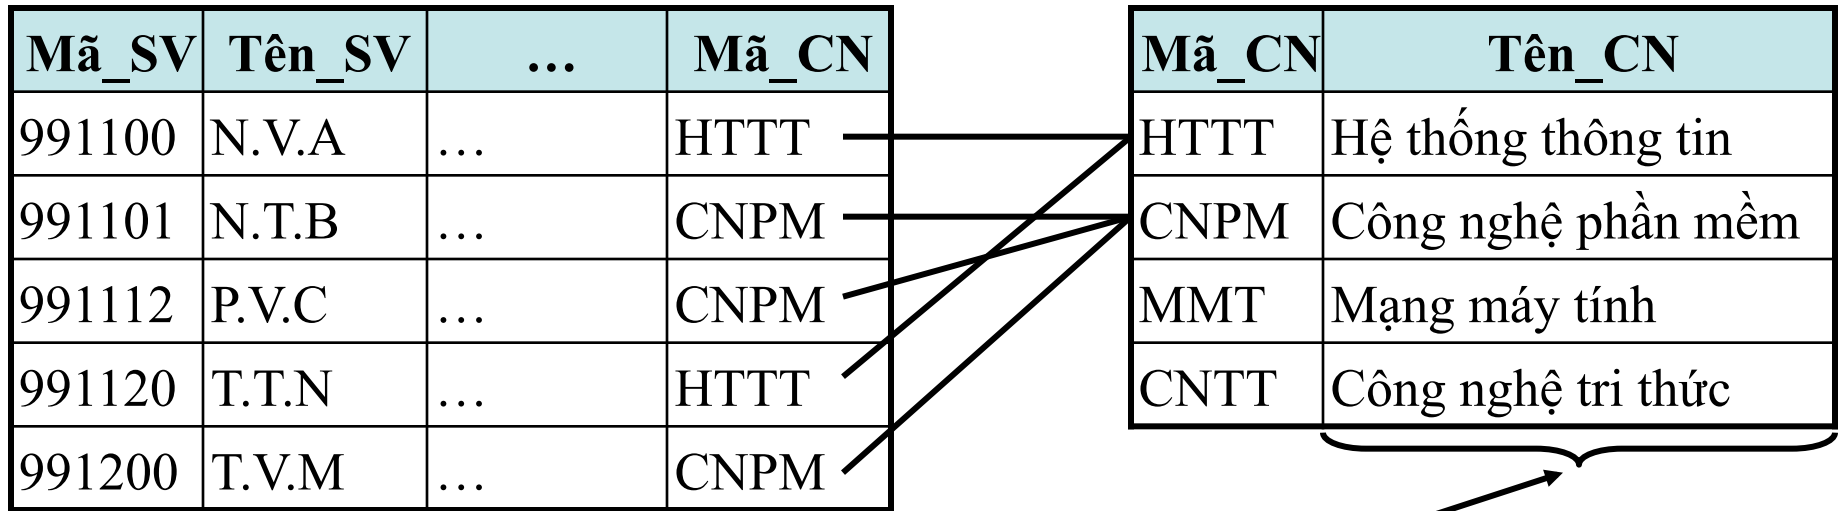 Mã_SV Tên_SV … Mã_CN
991100 N.V.A … HTTT
991101 N.T.B … CNPM
991112 P.V.C … CNPM
991120 T.T.N … HTTT
991200 T.V.M … CNPM
Mã_CN Tên_CN
HTTT Hệ thống thông tin
CNPM Công nghệ phần mềm
MMT Mạng máy tính
CNTT Công nghệ tri thức